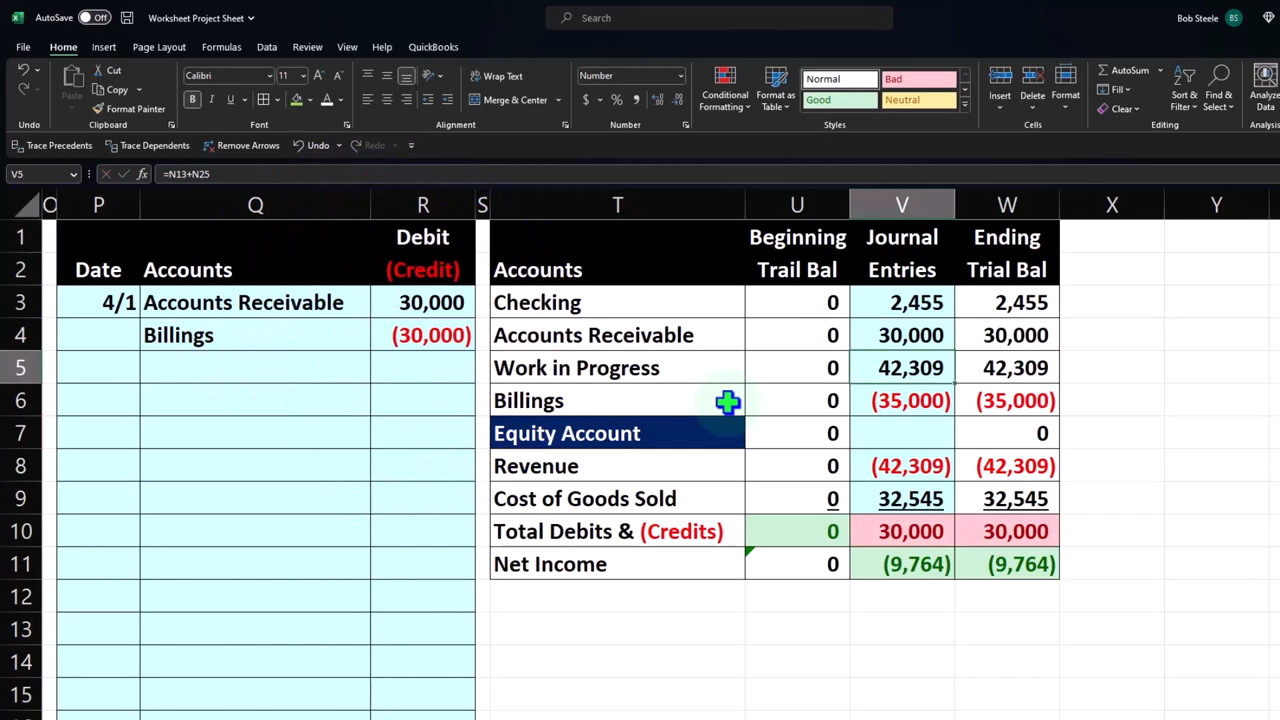 AutoSave Off Worksheet Project Sheet Search Bob Steele BS
File Home Insert Page Layout Formulas Data Review View Help QuickBooks
Paste Cut Copy Format Painter
Calibri 11 B I U A
Wrap Text Merge & Center
Number $ % ,
Conditional Formatting Format as Table
Normal Bad Good Neutral
Insert Delete Format
AutoSum Fill Clear
Sort & Filter Find & Select
Analyze Data
Undo Clipboard Font Alignment Number Styles Cells Editing Analysis
Trace Precedents Trace Dependents Remove Arrows Undo Redo
V5 fx =N13+N25
O P Q R S T U V W X Y
1 Debit Beginning Journal Ending
2 Date Accounts (Credit) Accounts Trail Bal Entries Trial Bal
3 4/1 Accounts Receivable 30,000 Checking 0 2,455 2,455
4 Billings (30,000) Accounts Receivable 0 30,000 30,000
5 Work in Progress 0 42,309 42,309
6 Billings 0 (35,000) (35,000)
7 Equity Account 0 0
8 Revenue 0 (42,309) (42,309)
9 Cost of Goods Sold 0 32,545 32,545
10 Total Debits & (Credits) 0 30,000 30,000
11 Net Income 0 (9,764) (9,764)
12
13
14
15